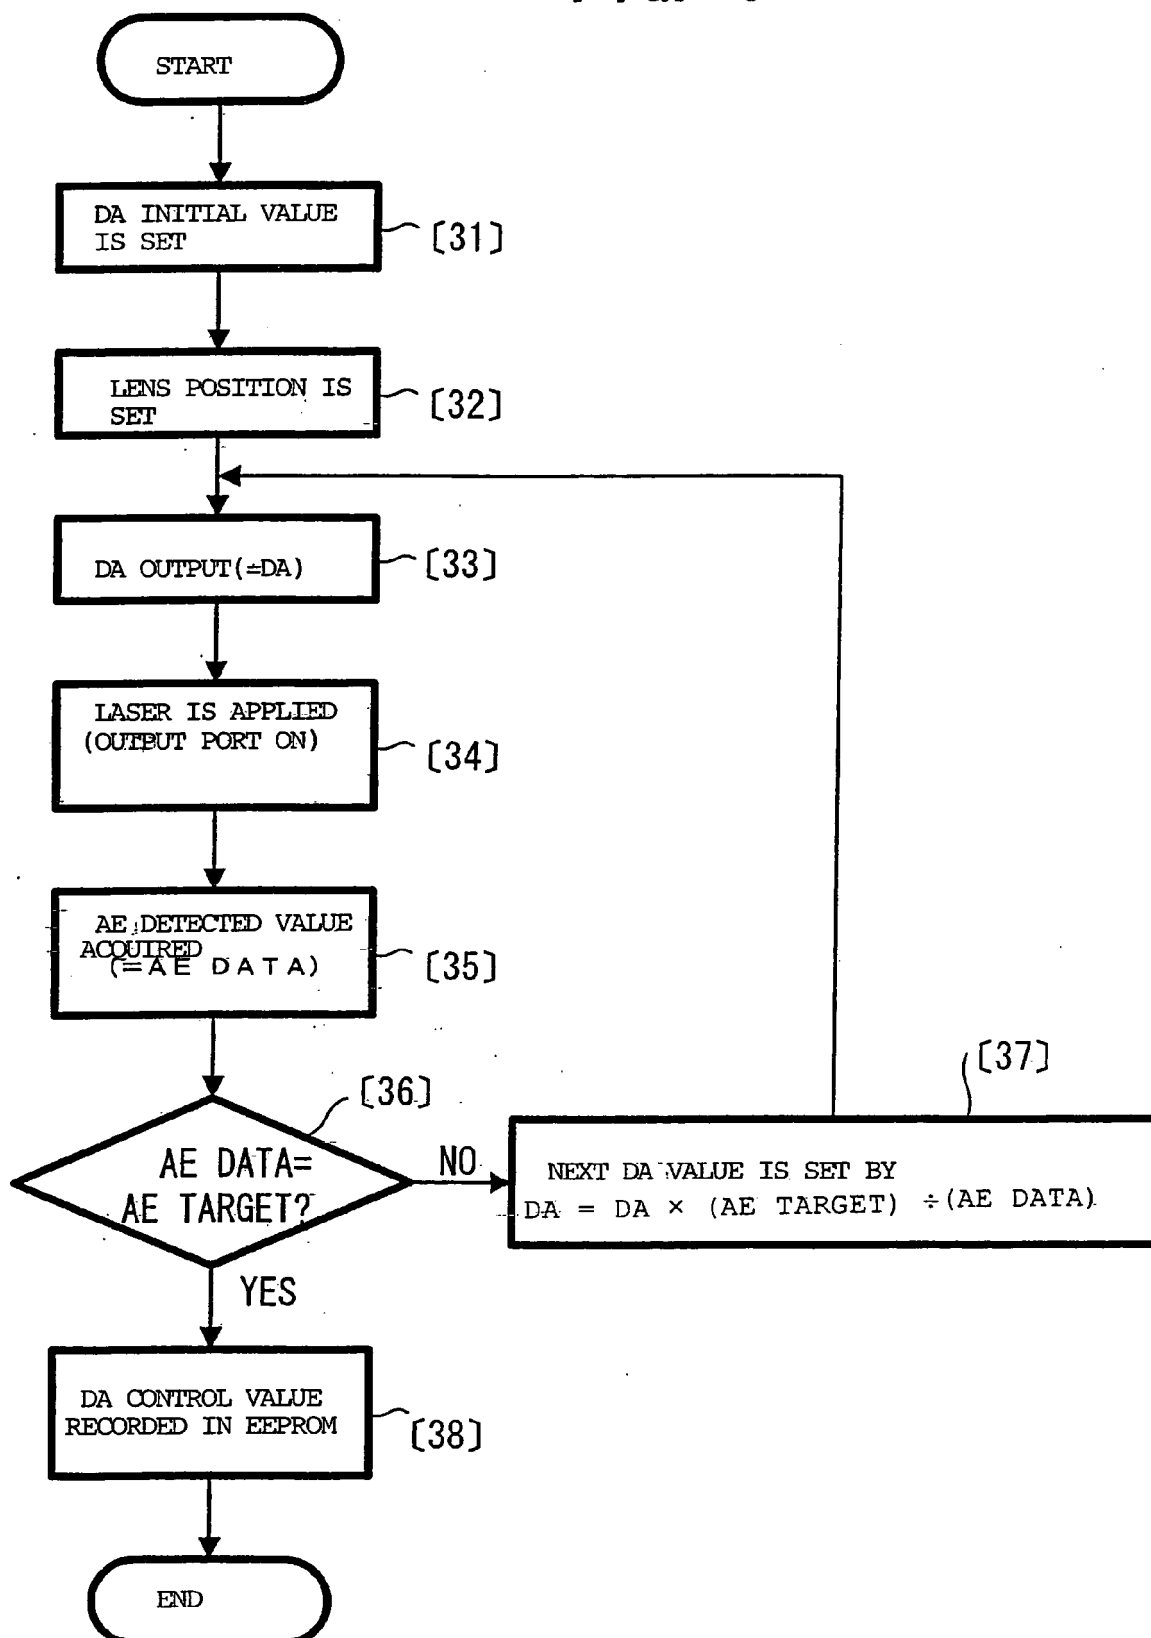 START
DA INITIAL VALUE
IS SET
[31]
LENS POSITION IS
SET
[32]
DA OUTPUT(=DA)
[33]
LASER IS APPLIED
(OUTPUT PORT ON)
[34]
AE DETECTED VALUE
ACQUIRED
(=AE DATA)
[35]
[36]
AE DATA=
AE TARGET?
NO
[37]
NEXT DA VALUE IS SET BY
DA = DA × (AE TARGET) ÷(AE DATA)
YES
DA CONTROL VALUE
RECORDED IN EEPROM
[38]
END